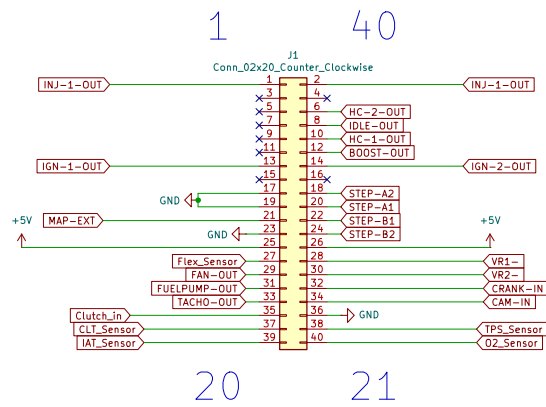 1 40
J1
Conn_02x20_Counter_Clockwise
INJ-1-OUT 1 2 INJ-1-OUT
3 4
5 6 HC-2-OUT
7 8 IDLE-OUT
9 10 HC-1-OUT
11 12 BOOST-OUT
IGN-1-OUT 13 14 IGN-2-OUT
15 16
17 18 STEP-A2
GND
19 20 STEP-A1
MAP-EXT 21 22 STEP-B1
+5V +5V
GND 23 24 STEP-B2
25 26
Flex_Sensor 27 28 VR1-
FAN-OUT 29 30 VR2-
FUELPUMP-OUT 31 32 CRANK-IN
TACHO-OUT 33 34 CAM-IN
Clutch_in 35 36 GND
CLT_Sensor 37 38 TPS_Sensor
IAT_Sensor 39 40 O2_Sensor
20 21